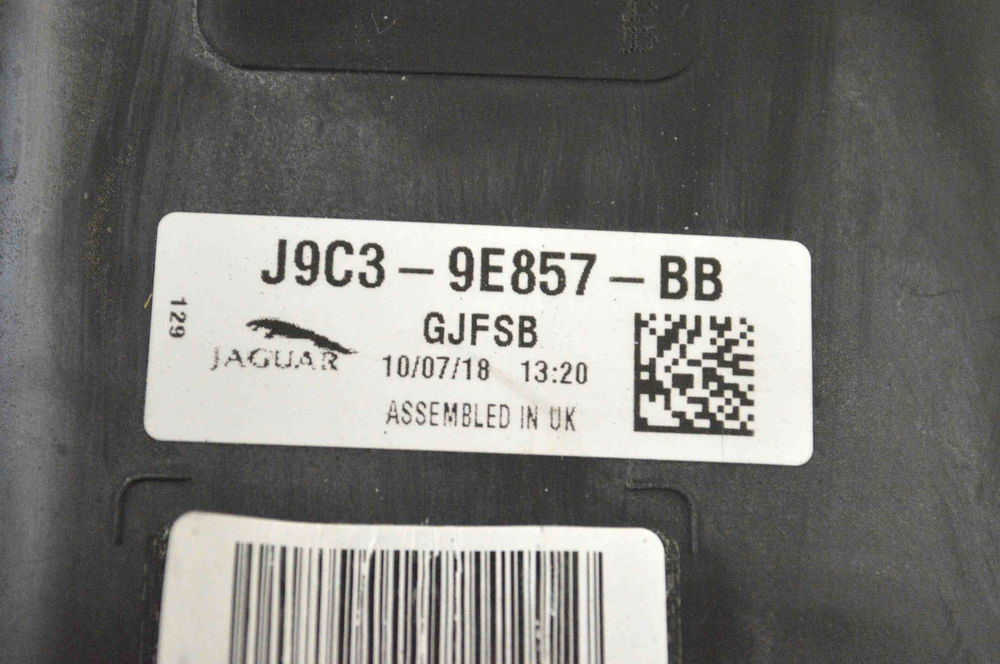 J9C3 – 9E857 – BB
129
GJFSB
JAGUAR
10/07/18 13:20
ASSEMBLED IN UK